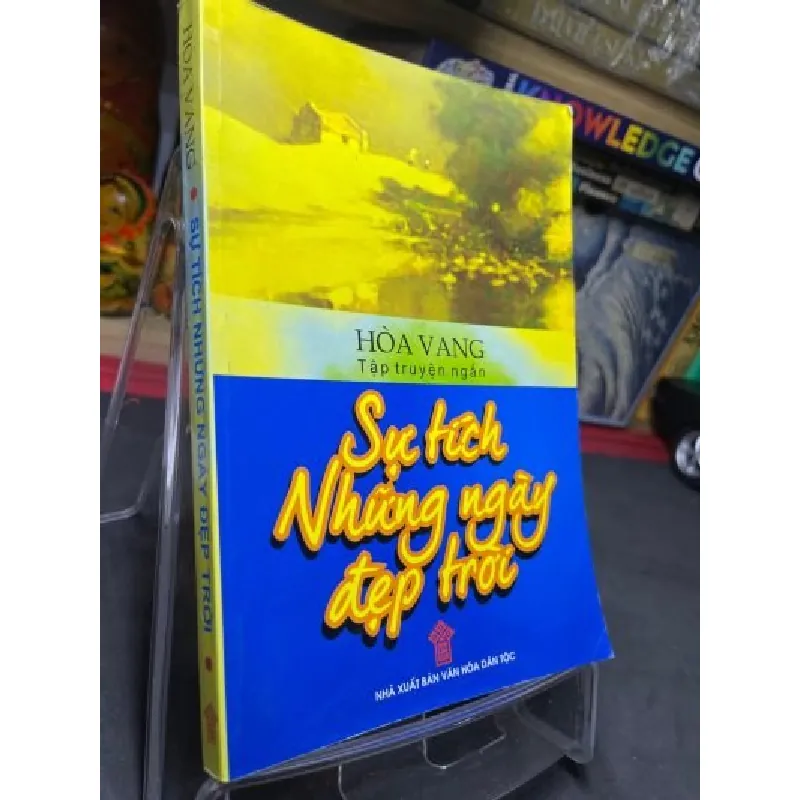 HÒA VANG
Tập truyện ngắn
Sự tích
Những ngày
đẹp trời
NHÀ XUẤT BẢN VĂN HÓA DÂN TỘC
HÒA VANG • SỰ TÍCH NHỮNG NGÀY ĐẸP TRỜI •
KNOWLEDGE